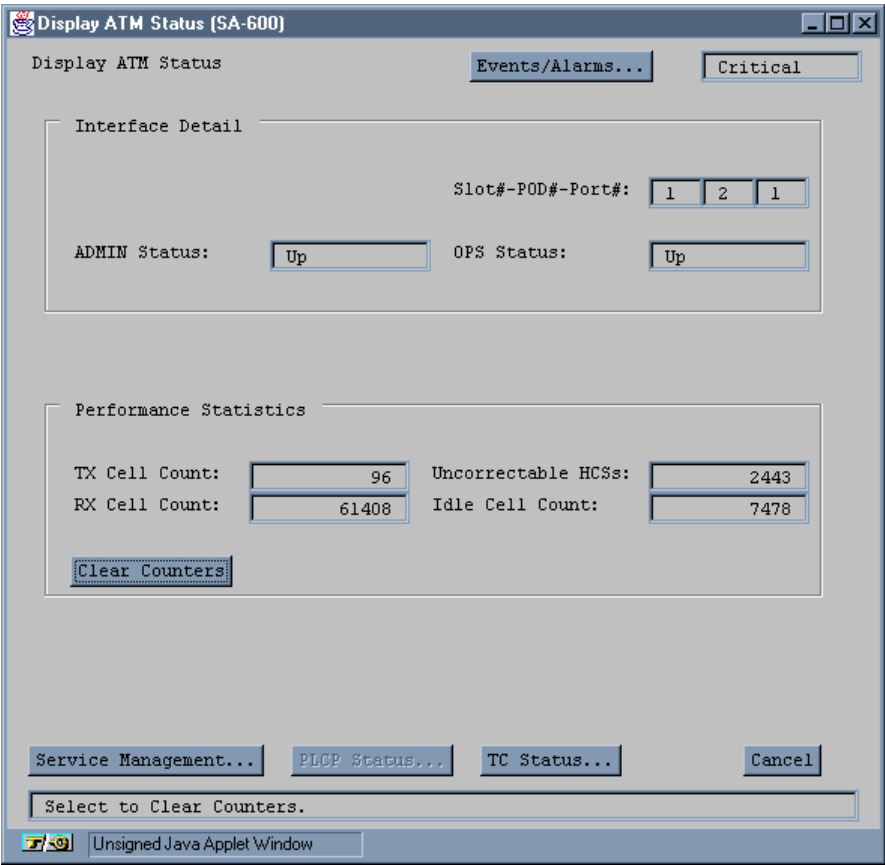 Display ATM Status (SA-600)
Display ATM Status
Events/Alarms...
Critical
Interface Detail
Slot#-POD#-Port#: 1 2 1
ADMIN Status: Up
OPS Status: Up
Performance Statistics
TX Cell Count: 96
Uncorrectable HCSs: 2443
RX Cell Count: 61408
Idle Cell Count: 7478
Clear Counters
Service Management...
PLCP Status...
TC Status...
Cancel
Select to Clear Counters.
Unsigned Java Applet Window